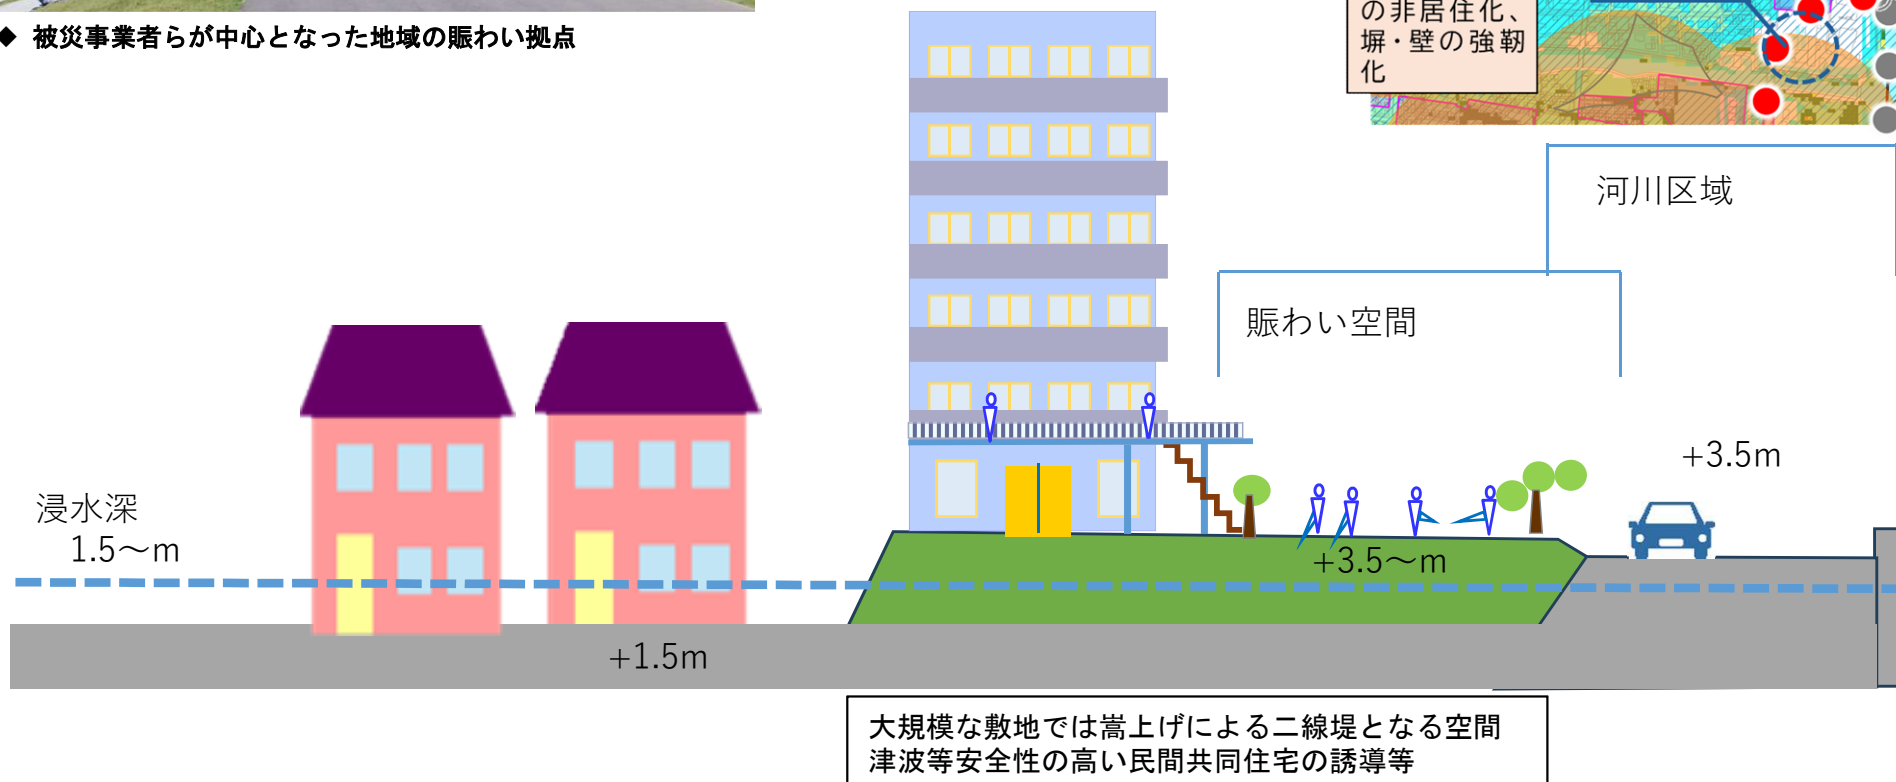 ◆ 被災事業者らが中心となった地域の賑わい拠点
の非居住化、
塀・壁の強靭
化
河川区域
賑わい空間
+3.5m
浸水深
1.5～m
+3.5～m
+1.5m
大規模な敷地では嵩上げによる二線堤となる空間
津波等安全性の高い民間共同住宅の誘導等